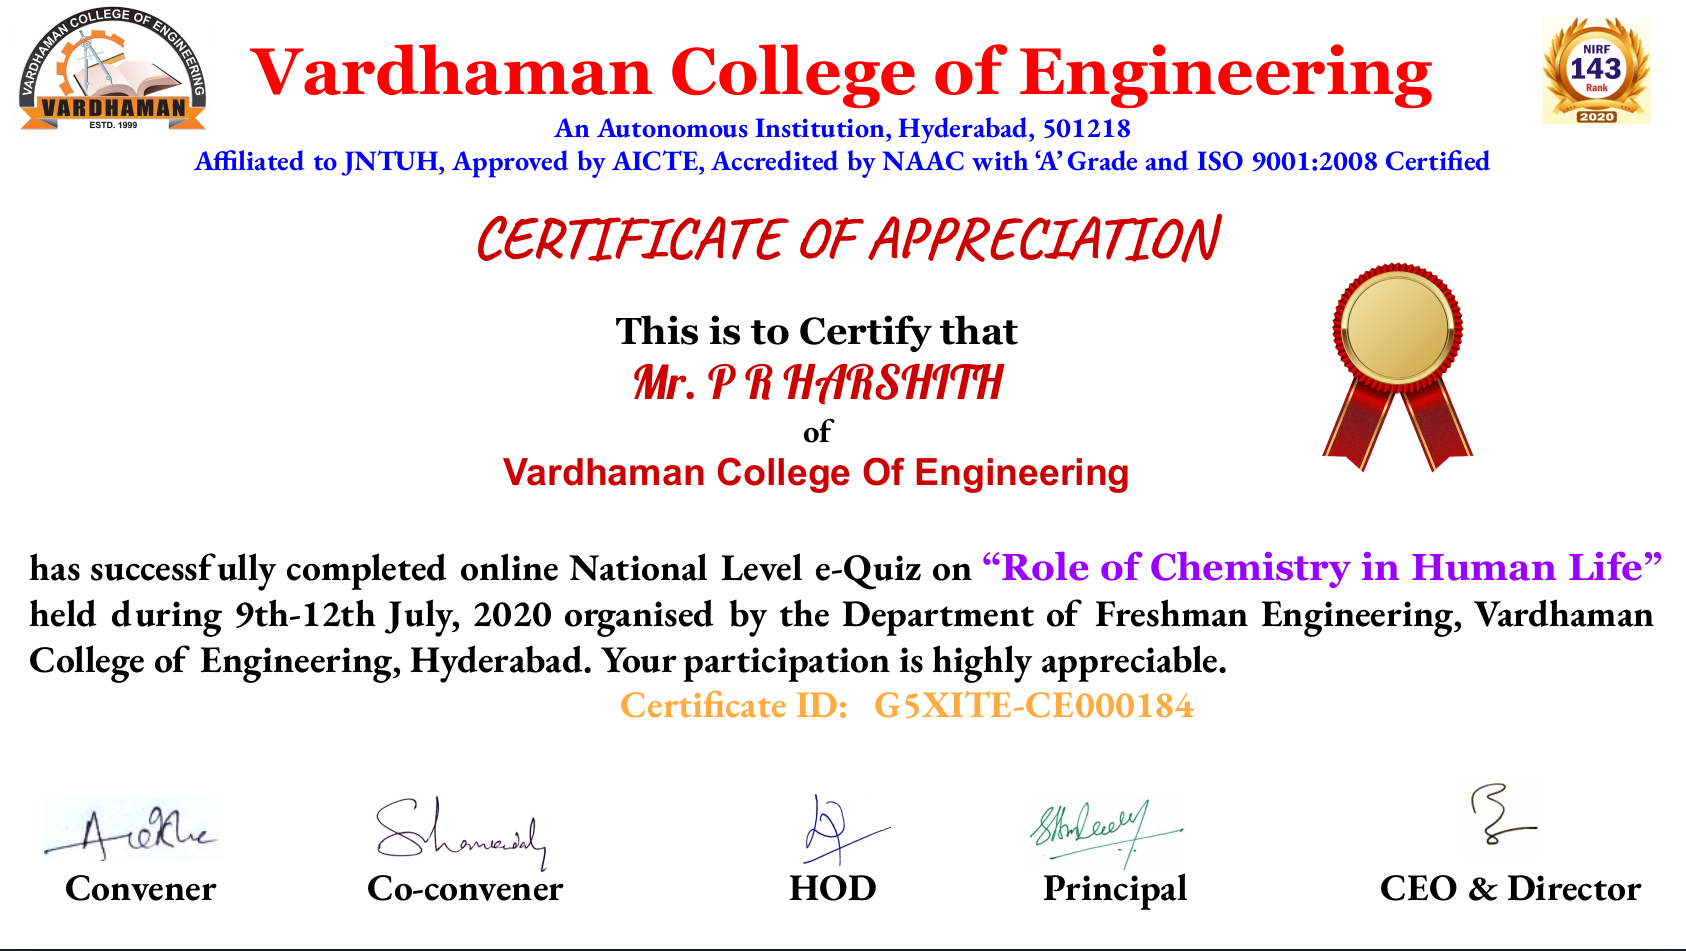 VARDHAMAN COLLEGE OF ENGINEERING
VARDHAMAN
ESTD. 1999
Vardhaman College of Engineering
NIRF
143
Rank
2020
An Autonomous Institution, Hyderabad, 501218
Affiliated to JNTUH, Approved by AICTE, Accredited by NAAC with ‘A’ Grade and ISO 9001:2008 Certified
CERTIFICATE OF APPRECIATION
This is to Certify that
Mr. P R HARSHITH
of
Vardhaman College Of Engineering
has successfully completed online National Level e-Quiz on “Role of Chemistry in Human Life”
held during 9th-12th July, 2020 organised by the Department of Freshman Engineering, Vardhaman
College of Engineering, Hyderabad. Your participation is highly appreciable.
Certificate ID: G5XITE-CE000184
Convener Co-convener HOD Principal CEO & Director